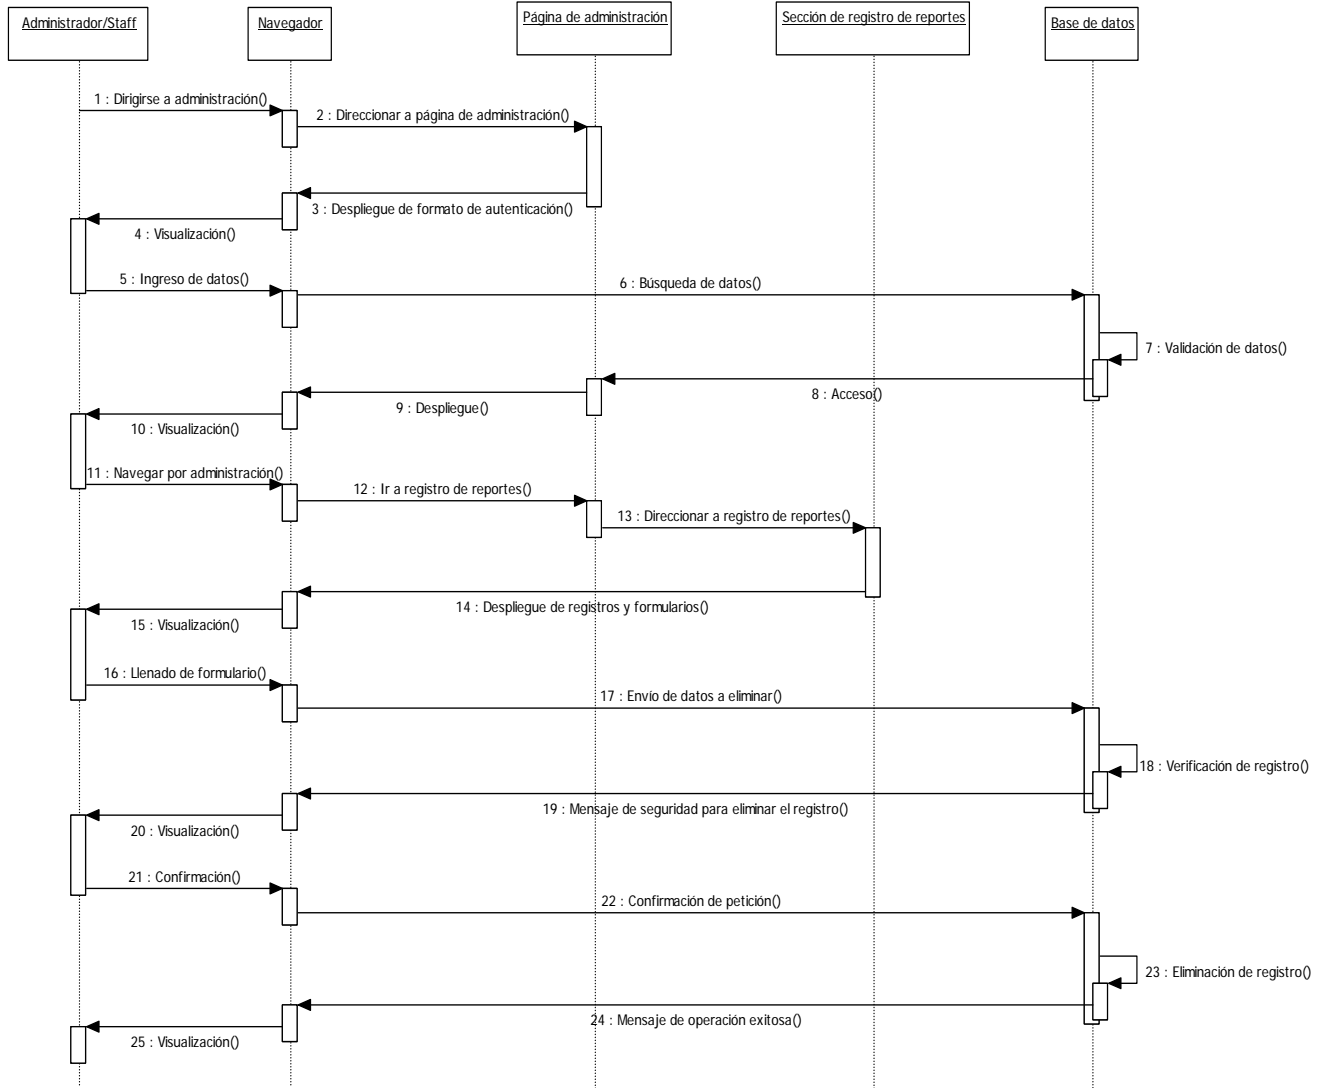 Administrador/Staff
Navegador
Página de administración
Sección de registro de reportes
Base de datos
1 : Dirigirse a administración()
2 : Direccionar a página de administración()
3 : Despliegue de formato de autenticación()
4 : Visualización()
5 : Ingreso de datos()
6 : Búsqueda de datos()
7 : Validación de datos()
8 : Acceso()
9 : Despliegue()
10 : Visualización()
11 : Navegar por administración()
12 : Ir a registro de reportes()
13 : Direccionar a registro de reportes()
14 : Despliegue de registros y formularios()
15 : Visualización()
16 : Llenado de formulario()
17 : Envío de datos a eliminar()
18 : Verificación de registro()
19 : Mensaje de seguridad para eliminar el registro()
20 : Visualización()
21 : Confirmación()
22 : Confirmación de petición()
23 : Eliminación de registro()
24 : Mensaje de operación exitosa()
25 : Visualización()